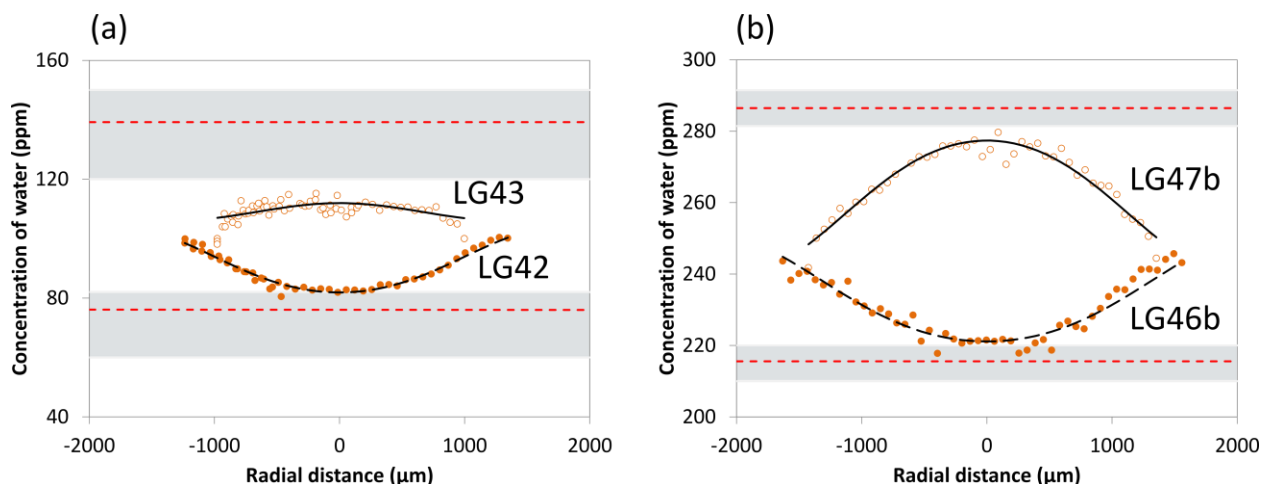 (a)
160
120
80
40
Concentration of water (ppm)
LG43
LG42
-2000
-1000
0
1000
2000
Radial distance (µm)
(b)
300
280
260
240
220
200
Concentration of water (ppm)
LG47b
LG46b
-2000
-1000
0
1000
2000
Radial distance (µm)